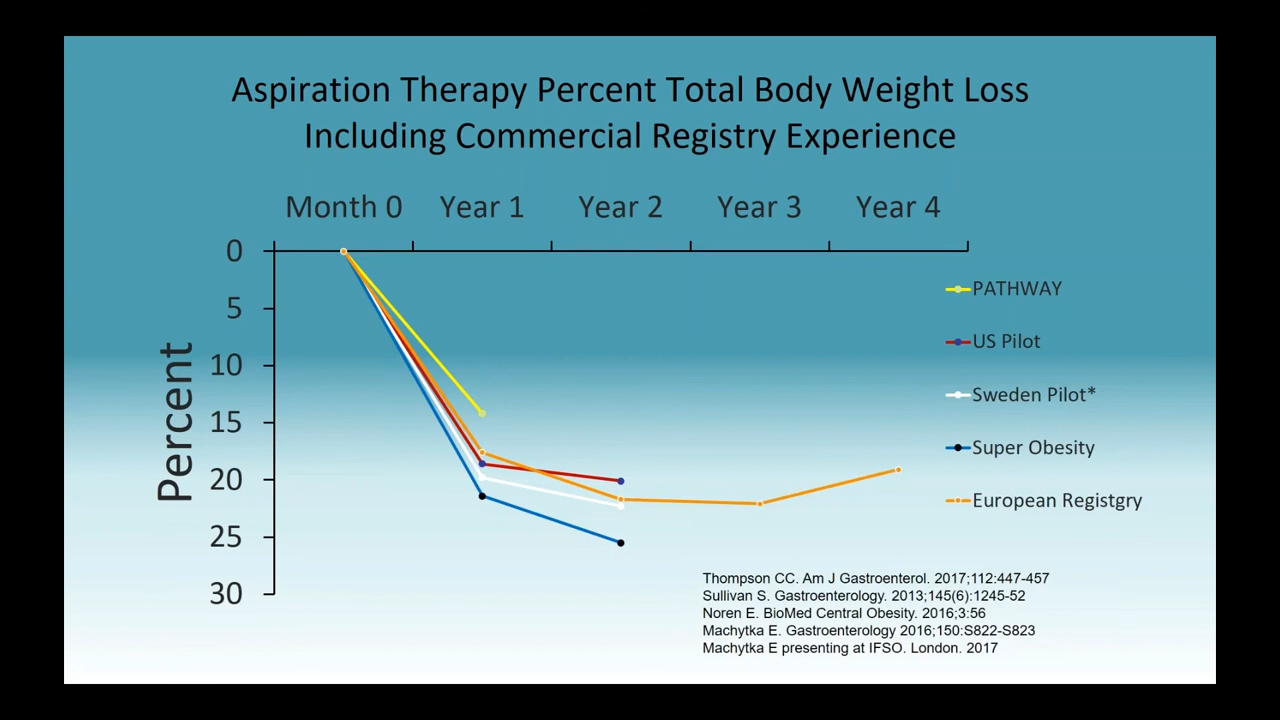 Aspiration Therapy Percent Total Body Weight Loss
Including Commercial Registry Experience
Month 0 Year 1 Year 2 Year 3 Year 4
0
5
10
15
20
25
30
Percent
PATHWAY
US Pilot
Sweden Pilot*
Super Obesity
European Registgry
Thompson CC. Am J Gastroenterol. 2017;112:447-457
Sullivan S. Gastroenterology. 2013;145(6):1245-52
Noren E. BioMed Central Obesity. 2016;3:56
Machytka E. Gastroenterology 2016;150:S822-S823
Machytka E presenting at IFSO. London. 2017